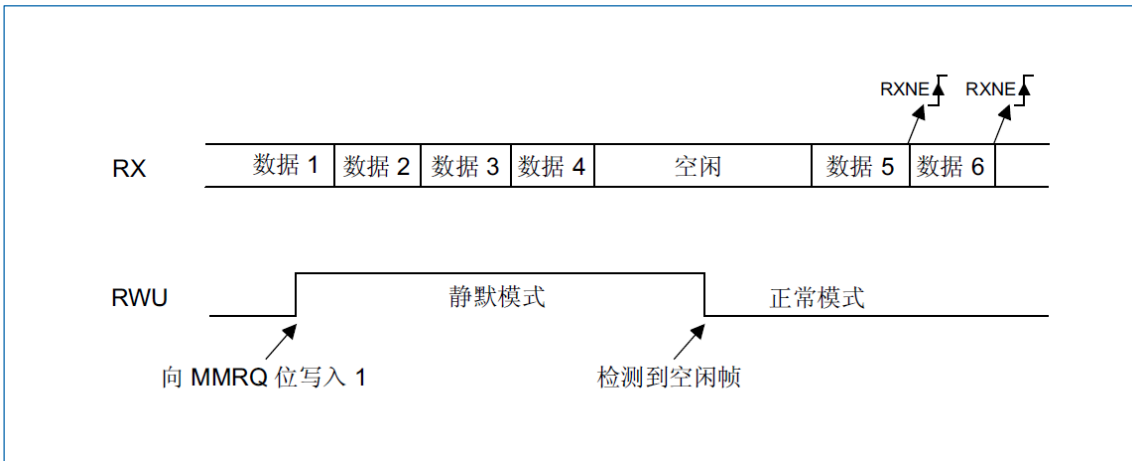 RXNE RXNE
RX 数据 1 数据 2 数据 3 数据 4 空闲 数据 5 数据 6
RWU 静默模式 正常模式
向 MMRQ 位写入 1 检测到空闲帧